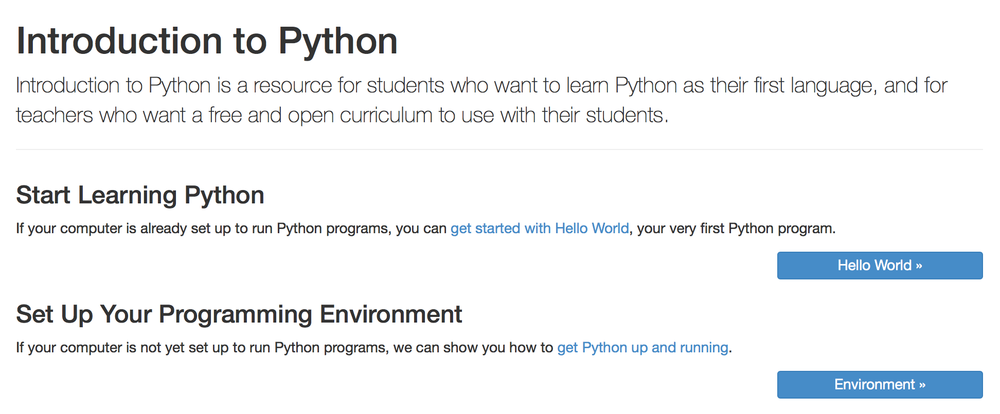 Introduction to Python
Introduction to Python is a resource for students who want to learn Python as their first language, and for
teachers who want a free and open curriculum to use with their students.
Start Learning Python
If your computer is already set up to run Python programs, you can get started with Hello World, your very first Python program.
Hello World »
Set Up Your Programming Environment
If your computer is not yet set up to run Python programs, we can show you how to get Python up and running.
Environment »